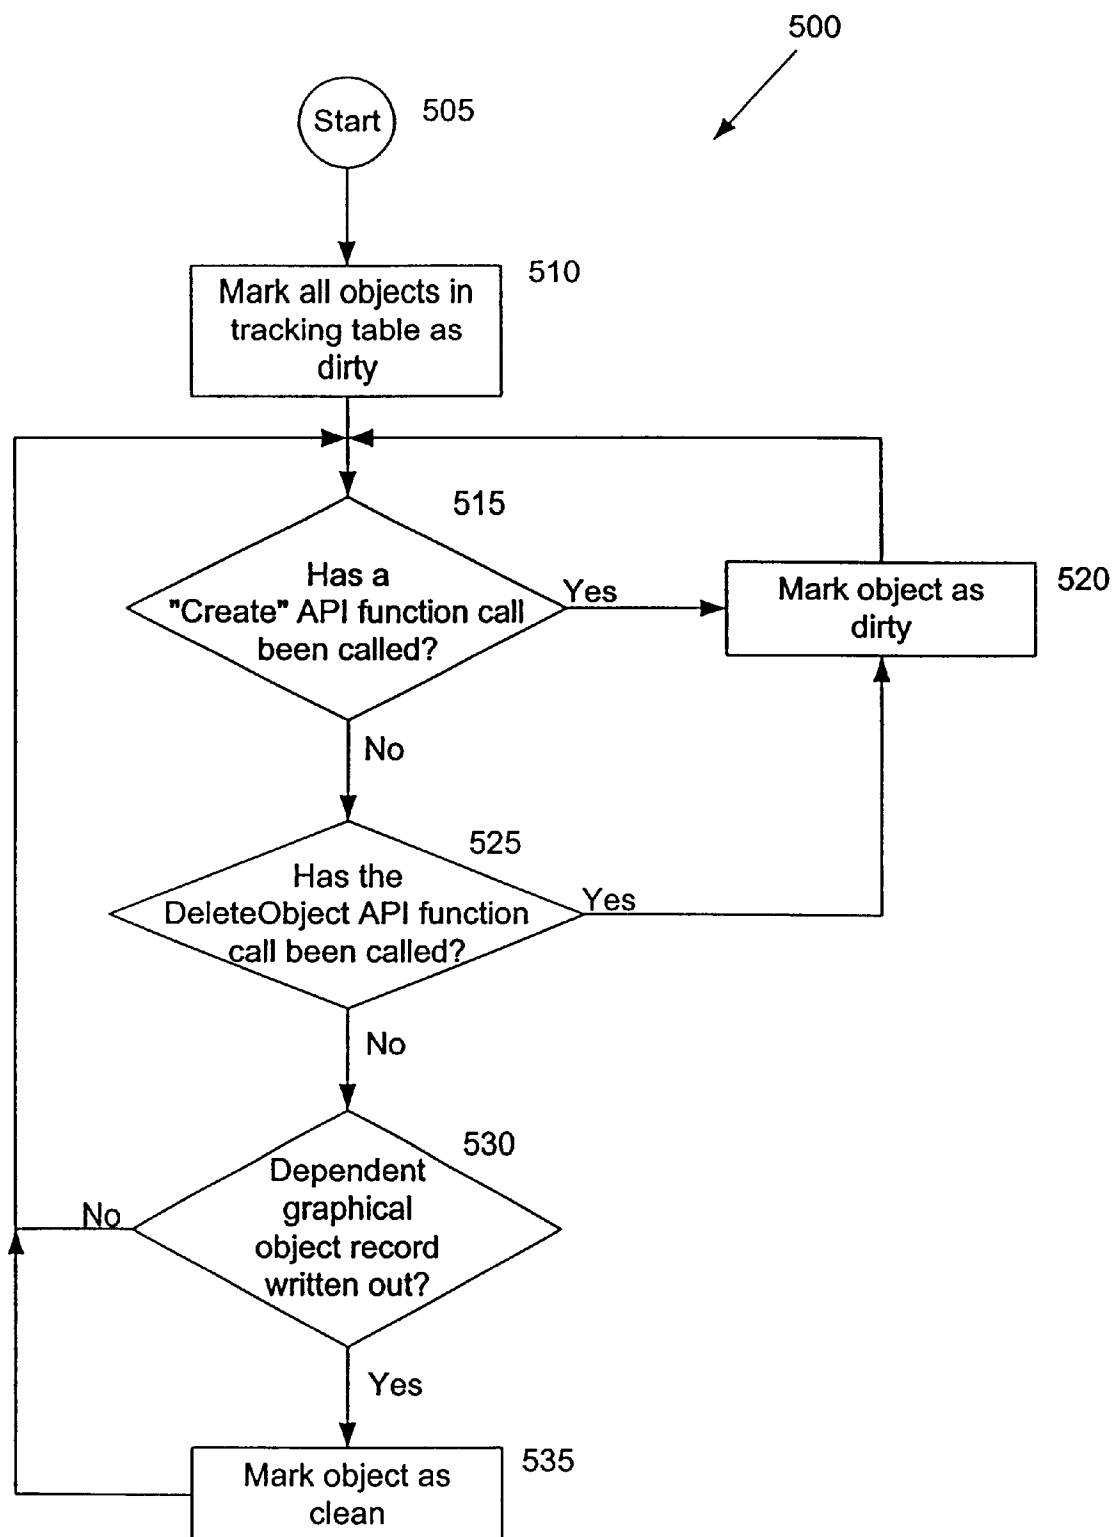 500
Start
505
510
Mark all objects in
tracking table as
dirty
515
Has a
"Create" API function call
been called?
Yes
Mark object as
dirty
520
No
525
Has the
DeleteObject API function
call been called?
Yes
No
530
Dependent
graphical
object record
written out?
No
Yes
535
Mark object as
clean